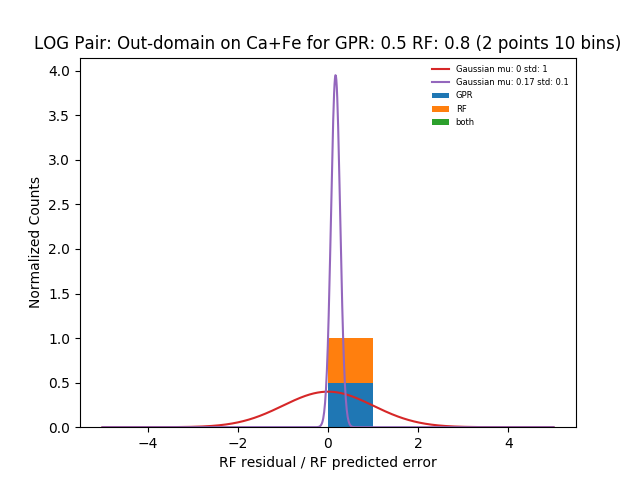 LOG Pair: Out-domain on Ca+Fe for GPR: 0.5 RF: 0.8 (2 points 10 bins)
Gaussian mu: 0 std: 1
Gaussian mu: 0.17 std: 0.1
GPR
RF
both
Normalized Counts
4.0
3.5
3.0
2.5
2.0
1.5
1.0
0.5
0.0
−4 −2 0 2 4
RF residual / RF predicted error